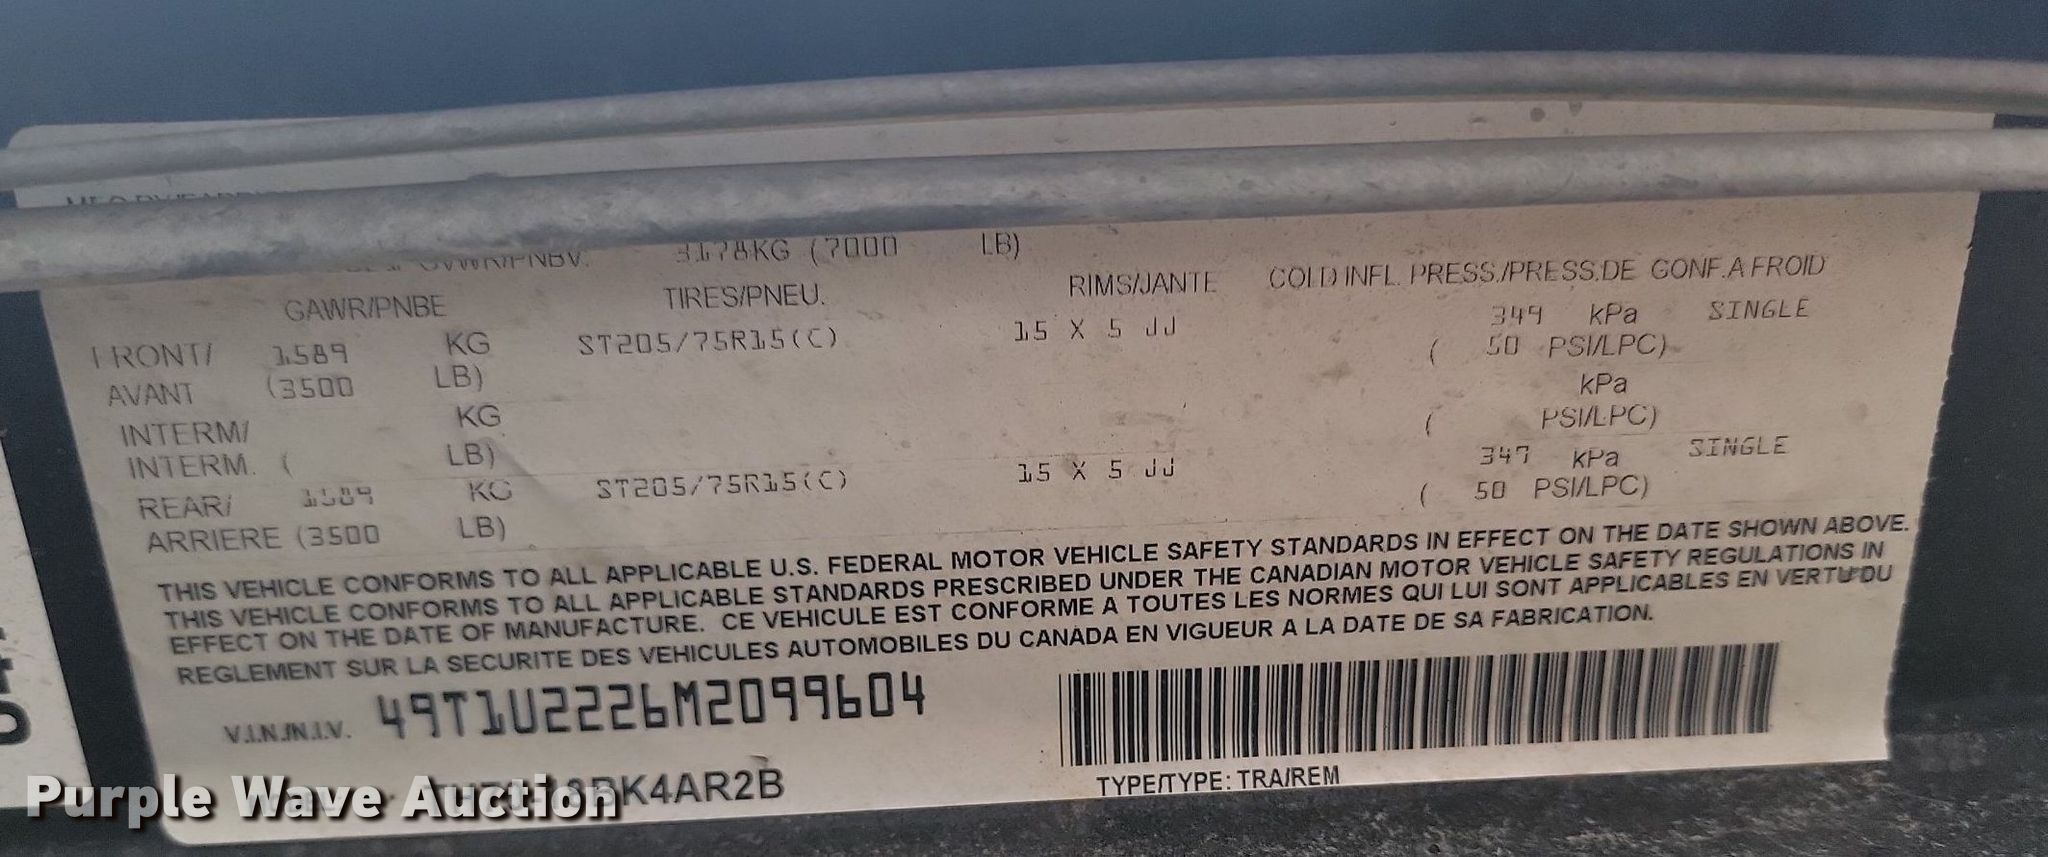 GVWR/PNBV. 3178KG (7000 LB)
GAWR/PNBE TIRES/PNEU. RIMS/JANTE COLD INFL. PRESS./PRESS.DE GONF.A FROID
FRONT/ 1589 KG ST205/75R15(C) 15 X 5 JJ 349 kPa SINGLE
AVANT (3500 LB) ( 50 PSI/LPC)
INTERM/ KG kPa
INTERM. ( LB) ( PSI/LPC)
REAR/ 1589 KG ST205/75R15(C) 15 X 5 JJ 347 kPa SINGLE
ARRIERE (3500 LB) ( 50 PSI/LPC)
THIS VEHICLE CONFORMS TO ALL APPLICABLE U.S. FEDERAL MOTOR VEHICLE SAFETY STANDARDS IN EFFECT ON THE DATE SHOWN ABOVE.
THIS VEHICLE CONFORMS TO ALL APPLICABLE STANDARDS PRESCRIBED UNDER THE CANADIAN MOTOR VEHICLE SAFETY REGULATIONS IN
EFFECT ON THE DATE OF MANUFACTURE. CE VEHICULE EST CONFORME A TOUTES LES NORMES QUI LUI SONT APPLICABLES EN VERTU DU
REGLEMENT SUR LA SECURITE DES VEHICULES AUTOMOBILES DU CANADA EN VIGUEUR A LA DATE DE SA FABRICATION.
V.I.N./N.I.V. 49T1U2226M2099604
TYPE/TYPE: TRA/REM
Purple Wave Auction